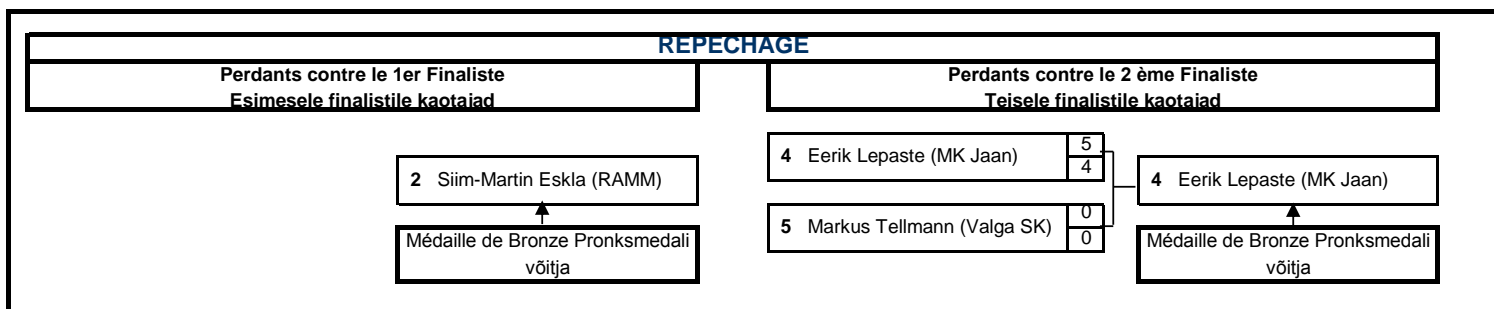 REPECHAGE
Perdants contre le 1er Finaliste
Esimesele finalistile kaotajad
Perdants contre le 2 ème Finaliste
Teisele finalistile kaotajad
2 Siim-Martin Eskla (RAMM)
Médaille de Bronze Pronksmedali
võitja
4 Eerik Lepaste (MK Jaan) 5
4
5 Markus Tellmann (Valga SK) 0
0
4 Eerik Lepaste (MK Jaan)
Médaille de Bronze Pronksmedali
võitja